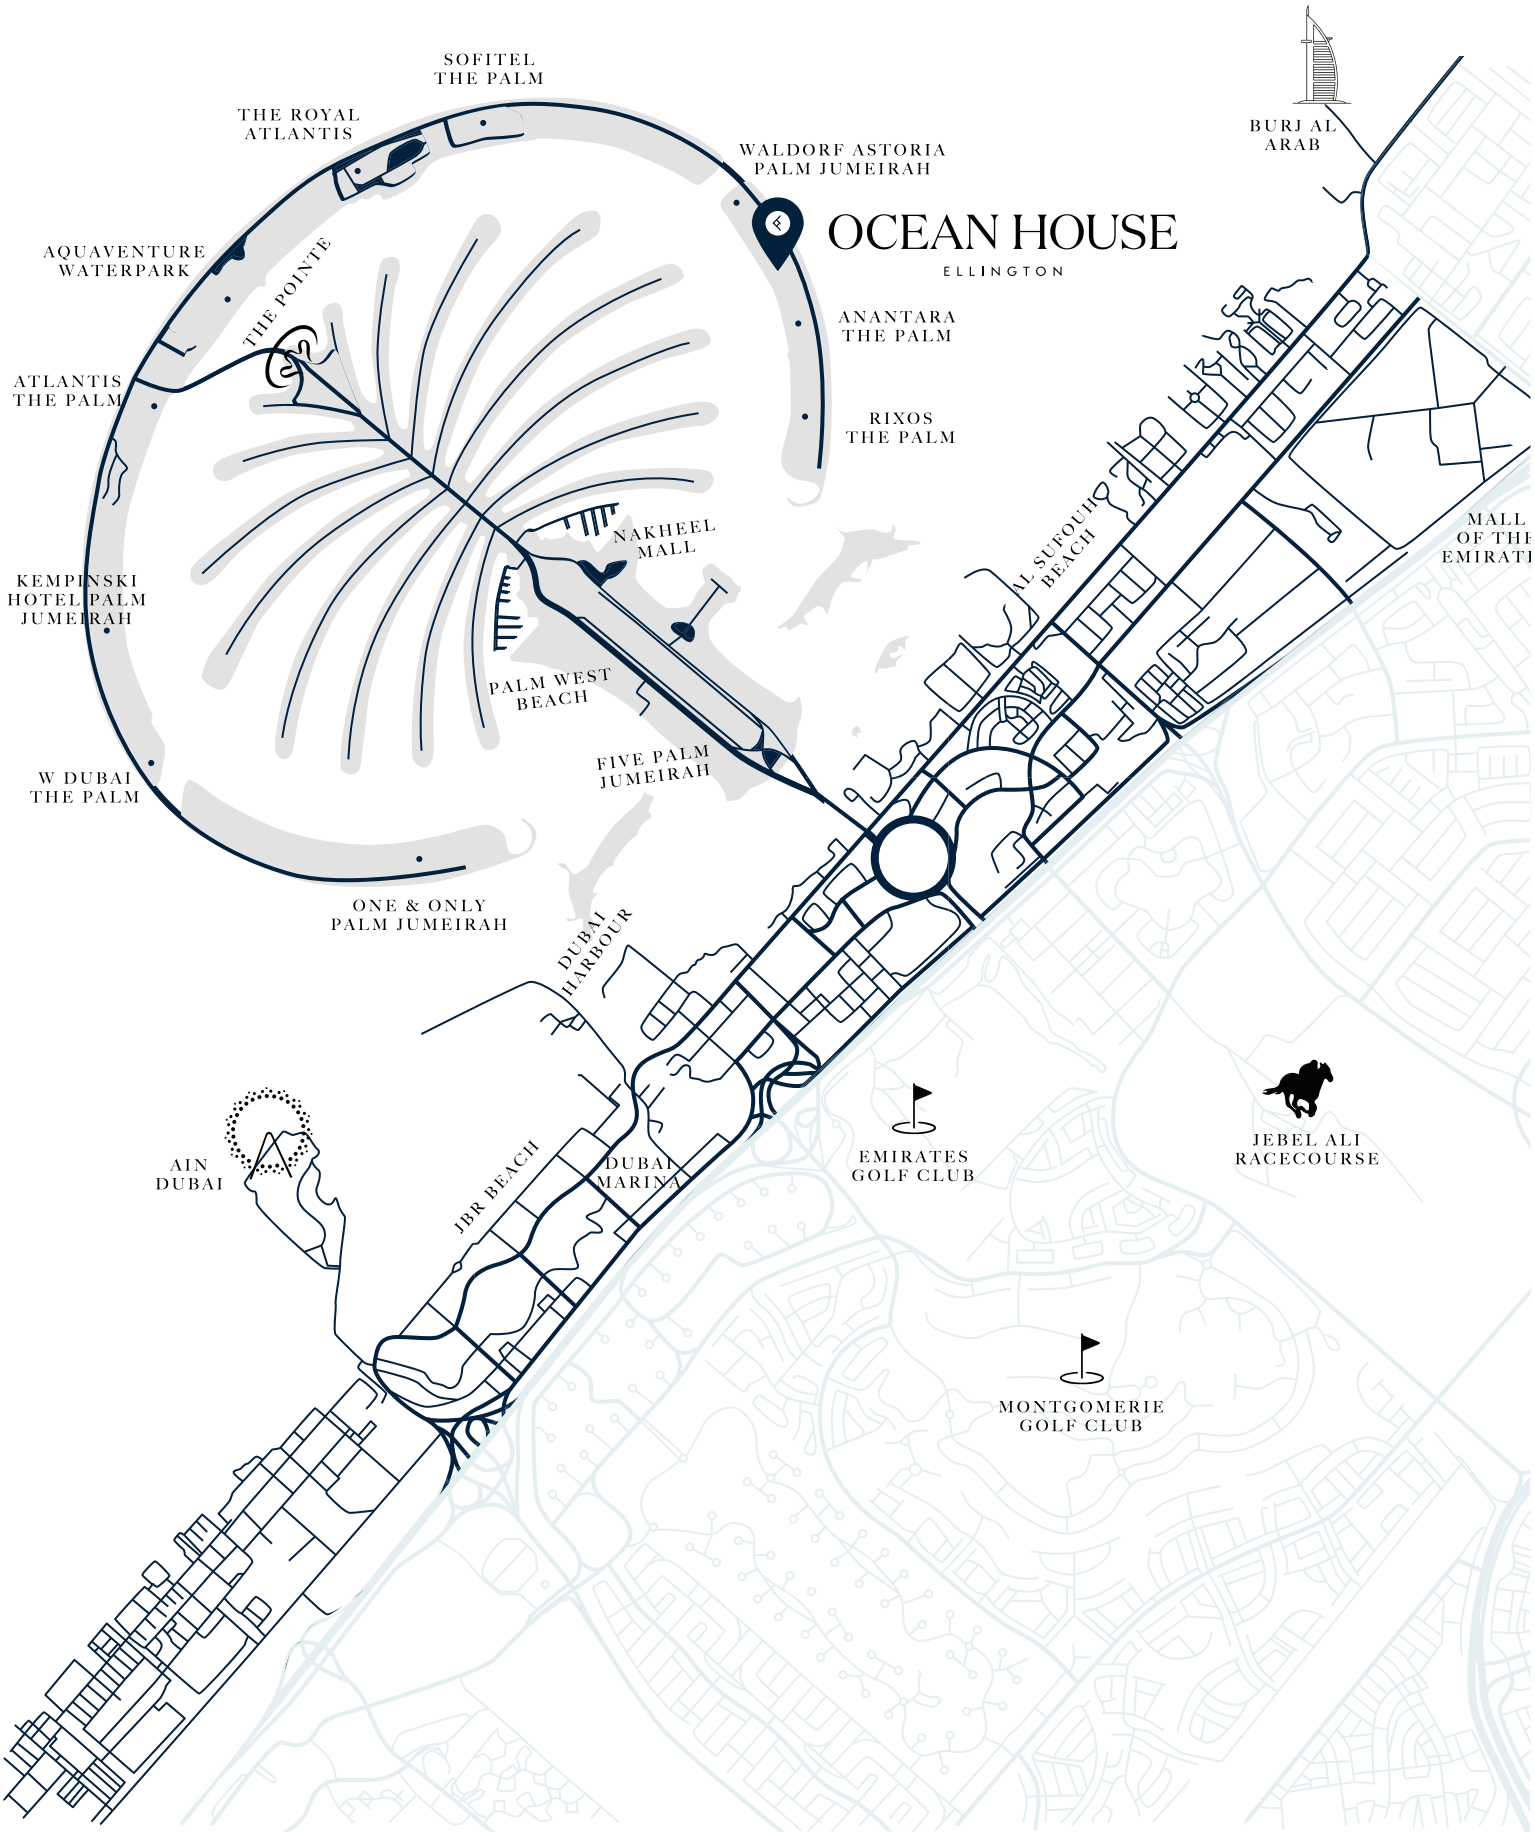 SOFITEL
THE PALM
THE ROYAL
ATLANTIS
BURJ AL
ARAB
WALDORF ASTORIA
PALM JUMEIRAH
OCEAN HOUSE
ELLINGTON
AQUAVENTURE
WATERPARK
THE POINTE
ANANTARA
THE PALM
ATLANTIS
THE PALM
RIXOS
THE PALM
NAKHEEL
MALL
AL SUFOUH
BEACH
MALL
OF THE
EMIRATE
KEMPINSKI
HOTEL PALM
JUMEIRAH
PALM WEST
BEACH
FIVE PALM
JUMEIRAH
W DUBAI
THE PALM
ONE & ONLY
PALM JUMEIRAH
DUBAI
HARBOUR
AIN
DUBAI
JBR BEACH
DUBAI
MARINA
EMIRATES
GOLF CLUB
JEBEL ALI
RACECOURSE
MONTGOMERIE
GOLF CLUB